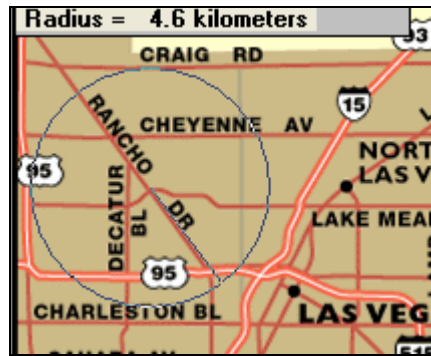 Radius = 4.6 kilometers
93
CRAIG RD
15
RANCHO DR
CHEYENNE AV
NORT
LAS V
95
DECATUR
BL
LAKE MEA
95
CHARLESTON BL
LAS VEG